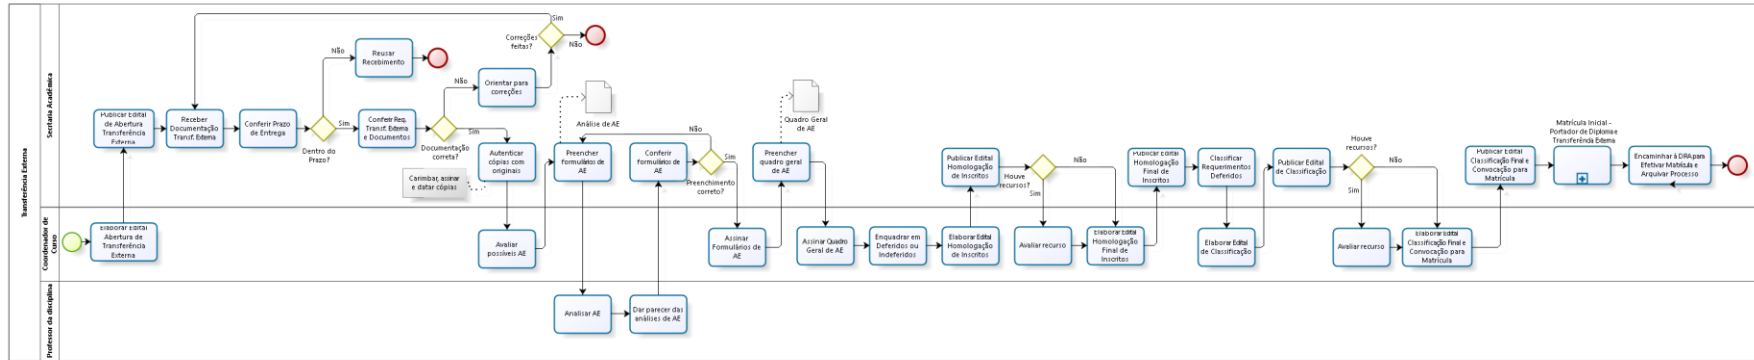 Transferência Externa
Secretaria Acadêmica
Coordenador de
Curso
Professor da disciplina
Elaborar Edital
Abertura de
Transferência
Externa
Publicar Edital
de Abertura
Transferência
Externa
Receber
Documentação
Transf. Externa
Conferir Prazo
de Entrega
Dentro do
Prazo?
Não
Sim
Reusar
Recebimento
Conferir Req.
Transf. Externa
e Documentos
Documentação
correta?
Não
Sim
Orientar para
correções
Correções
feitas?
Sim
Não
Autenticar
cópias com
originais
Carimbar, assinar
e datar cópias
Avaliar
possíveis AE
Preencher
formulários de
AE
Análise de AE
Analisar AE
Dar parecer das
análises de AE
Conferir
formulários de
AE
Não
Sim
Preenchimento
correto?
Assinar
Formulários de
AE
Preencher
quadro geral
de AE
Quadro Geral
de AE
Assinar Quadro
Geral de AE
Enquadrar em
Deferidos ou
Indeferidos
Elaborar Edital
Homologação
de Inscritos
Publicar Edital
Homologação
de Inscritos
Houve
recursos?
Não
Sim
Avaliar recurso
Elaborar Edital
Homologação
Final de
Inscritos
Publicar Edital
Homologação
Final de
Inscritos
Classificar
Requerimentos
Deferidos
Elaborar Edital
de Classificação
Publicar Edital
de Classificação
Houve
recursos?
Não
Sim
Avaliar recurso
Elaborar Edital
Classificação Final e
Convocação para
Matrícula
Publicar Edital
Classificação Final e
Convocação para
Matrícula
Matrícula Inicial -
Portador de Diploma e
Transferência Externa
Encaminhar à DRA para
Efetivar Matrícula e
Arquivar Processo